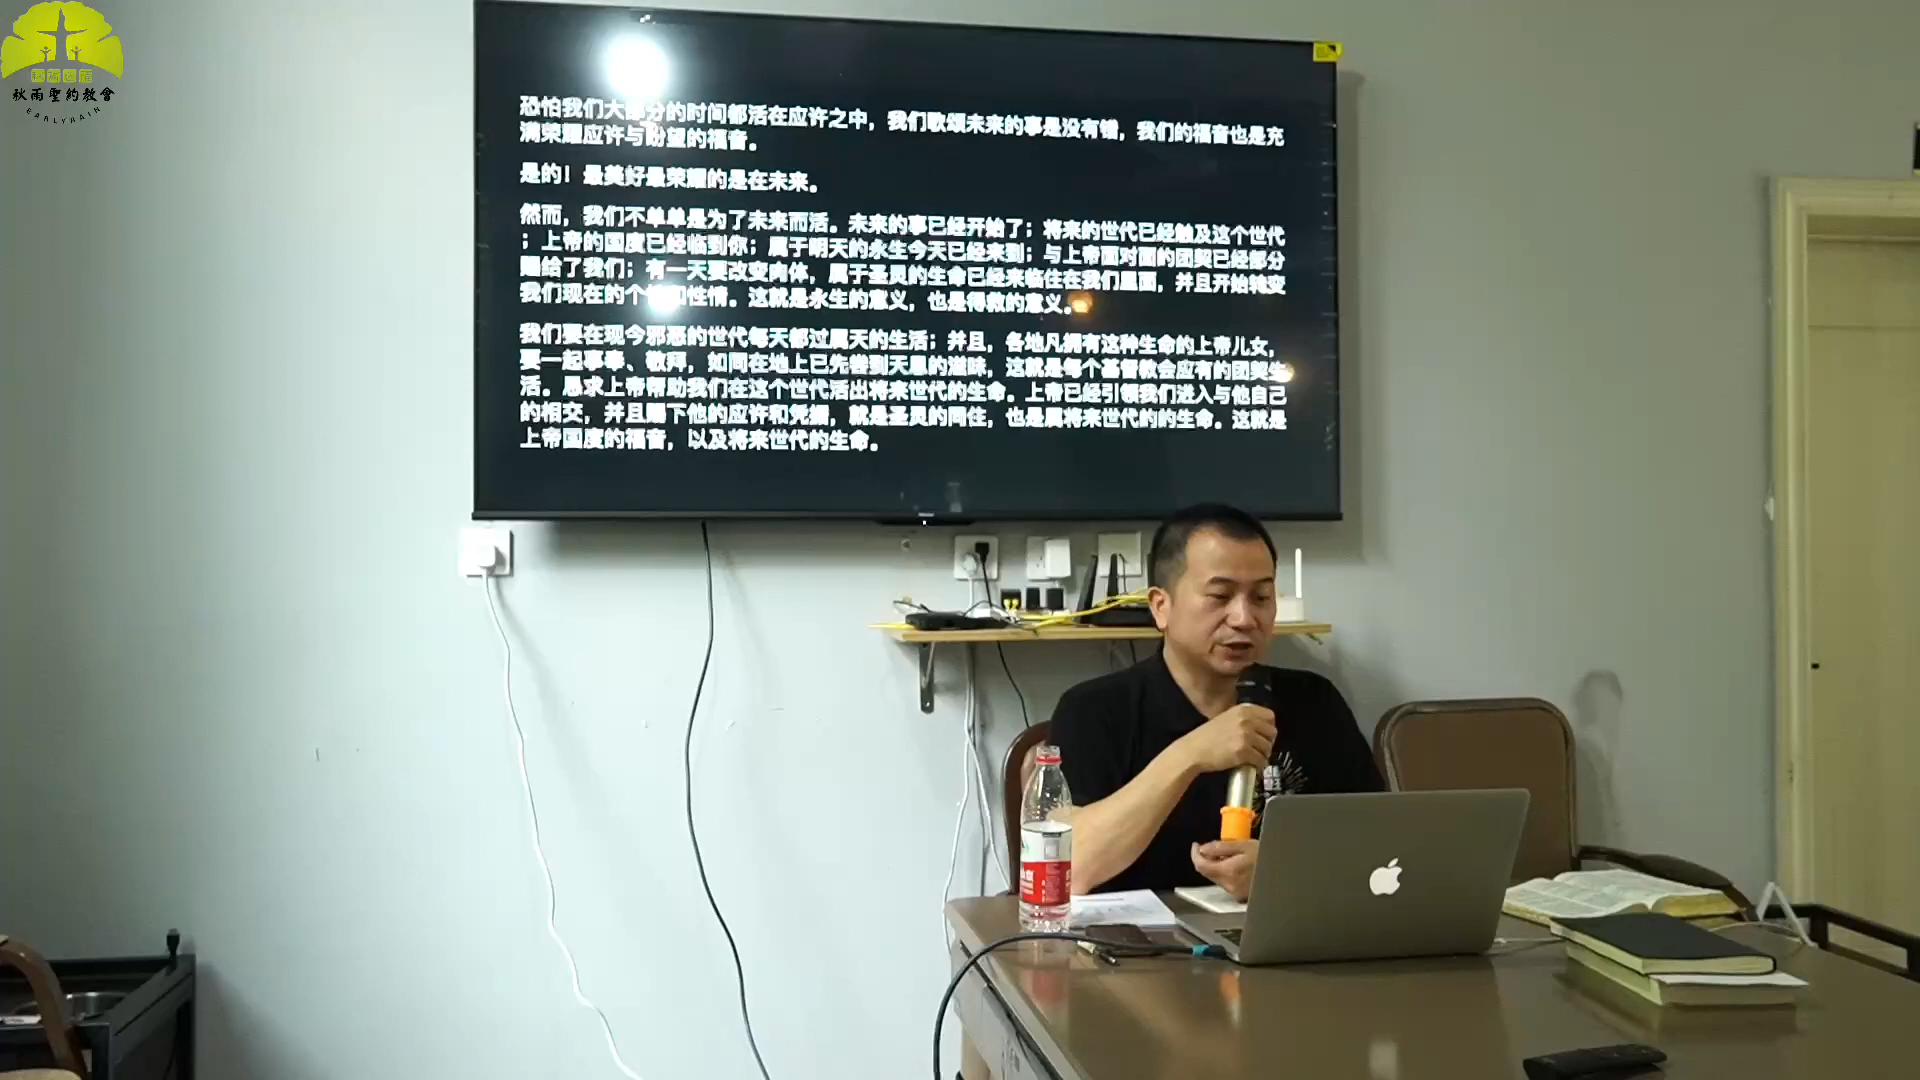 秋雨聖約教會
EARLYRAIN
恐怕我们大部分的时间都活在应许之中，我们歌颂未来的事是没有错，我们的福音也是充
满荣耀应许与盼望的福音。
是的！最美好最荣耀的是在未来。
然而，我们不单单是为了未来而活。未来的事已经开始了；将来的世代已经触及这个世代
；上帝的国度已经临到你；属于明天的永生今天已经来到；与上帝面对面的团契已经部分
赐给了我们；有一天要改变肉体，属于圣灵的生命已经来临住在我们里面，并且开始转变
我们现在的个性和性情。这就是永生的意义，也是得救的意义。
我们要在现今邪恶的世代每天都过属天的生活；并且，各地凡拥有这种生命的上帝儿女，
要一起事奉、敬拜，如同在地上已先尝到天恩的滋味，这就是每个基督教会应有的团契生
活。恳求上帝帮助我们在这个世代活出将来世代的生命。上帝已经引领我们进入与他自己
的相交，并且赐下他的应许和凭据，就是圣灵的同住，也是属将来世代的的生命。这就是
上帝国度的福音，以及将来世代的生命。